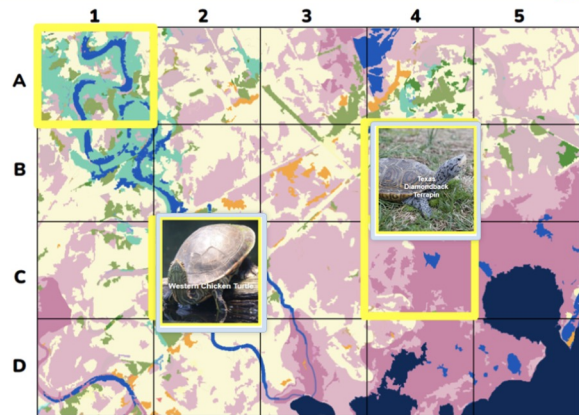 1 2 3 4 5
A
B
Texas
Diamondback
Terrapin
C
Western Chicken Turtle
D